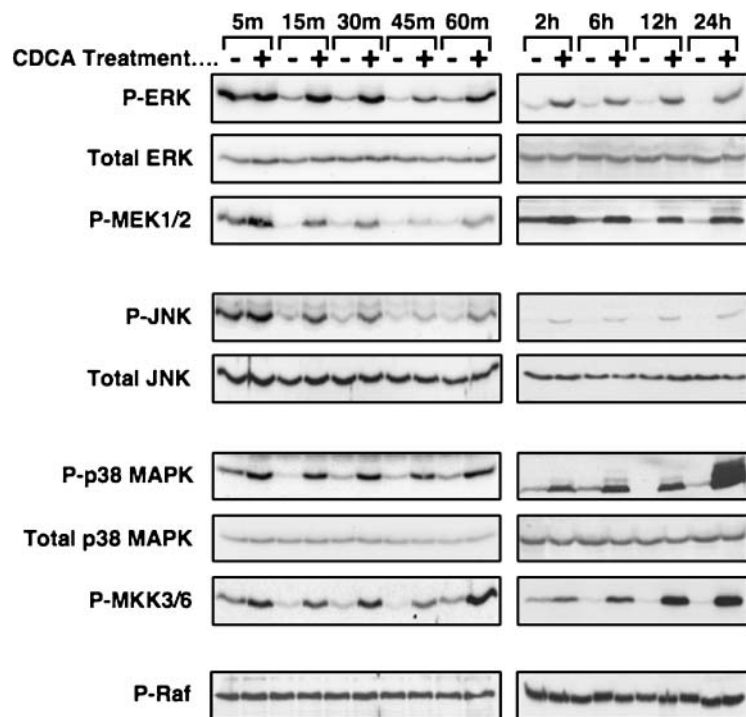 5m 15m 30m 45m 60m 2h 6h 12h 24h
CDCA Treatment.... - + - + - + - + - + - + - + - + - +
P-ERK
Total ERK
P-MEK1/2
P-JNK
Total JNK
P-p38 MAPK
Total p38 MAPK
P-MKK3/6
P-Raf